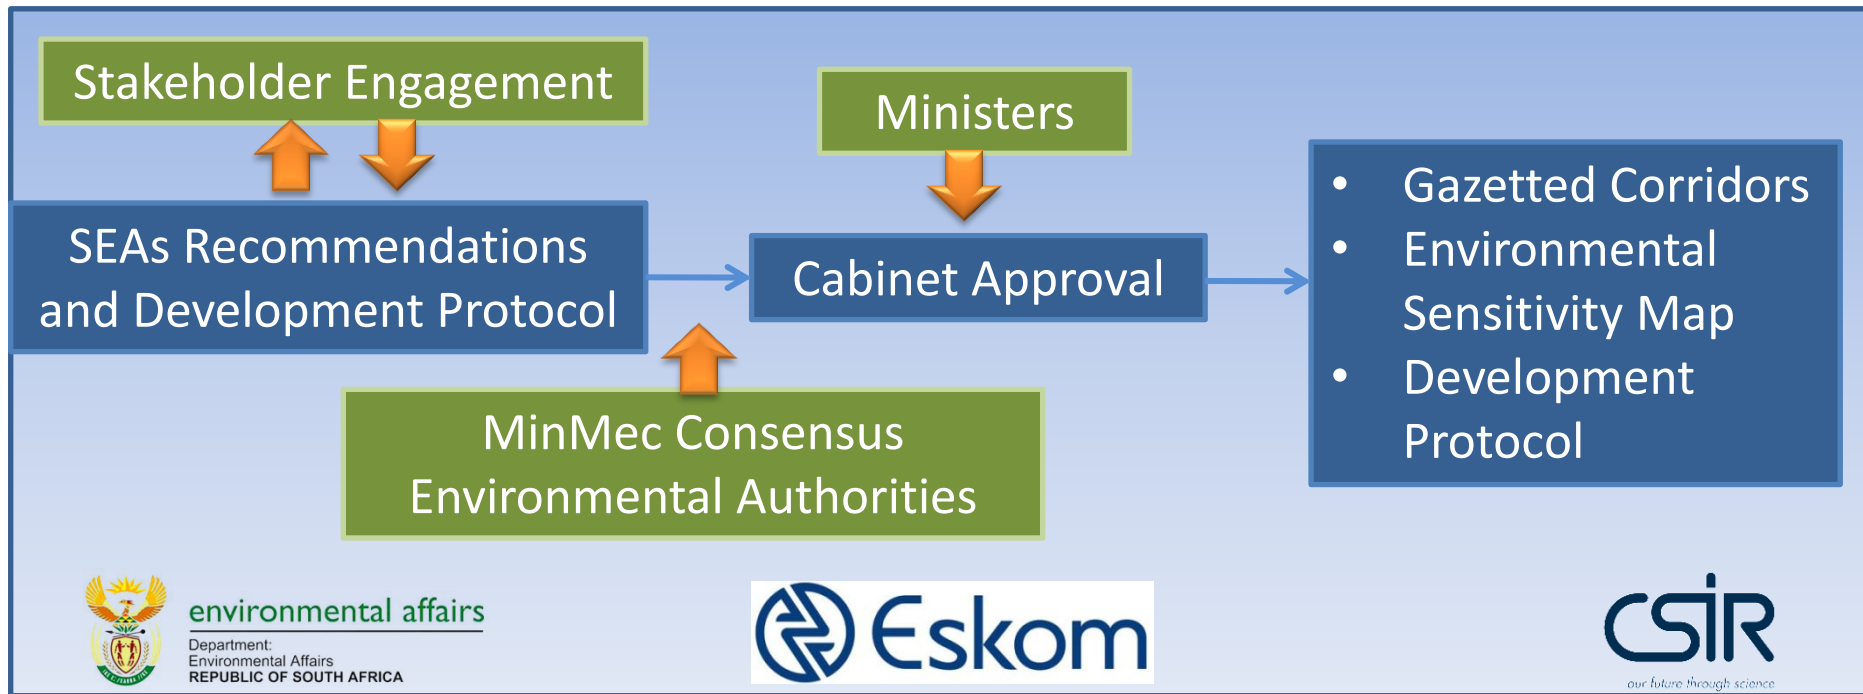 Stakeholder Engagement
Ministers
SEAs Recommendations
and Development Protocol
Cabinet Approval
• Gazetted Corridors
• Environmental
Sensitivity Map
• Development
Protocol
MinMec Consensus
Environmental Authorities
environmental affairs
Department:
Environmental Affairs
REPUBLIC OF SOUTH AFRICA
Eskom
CSIR
our future through science